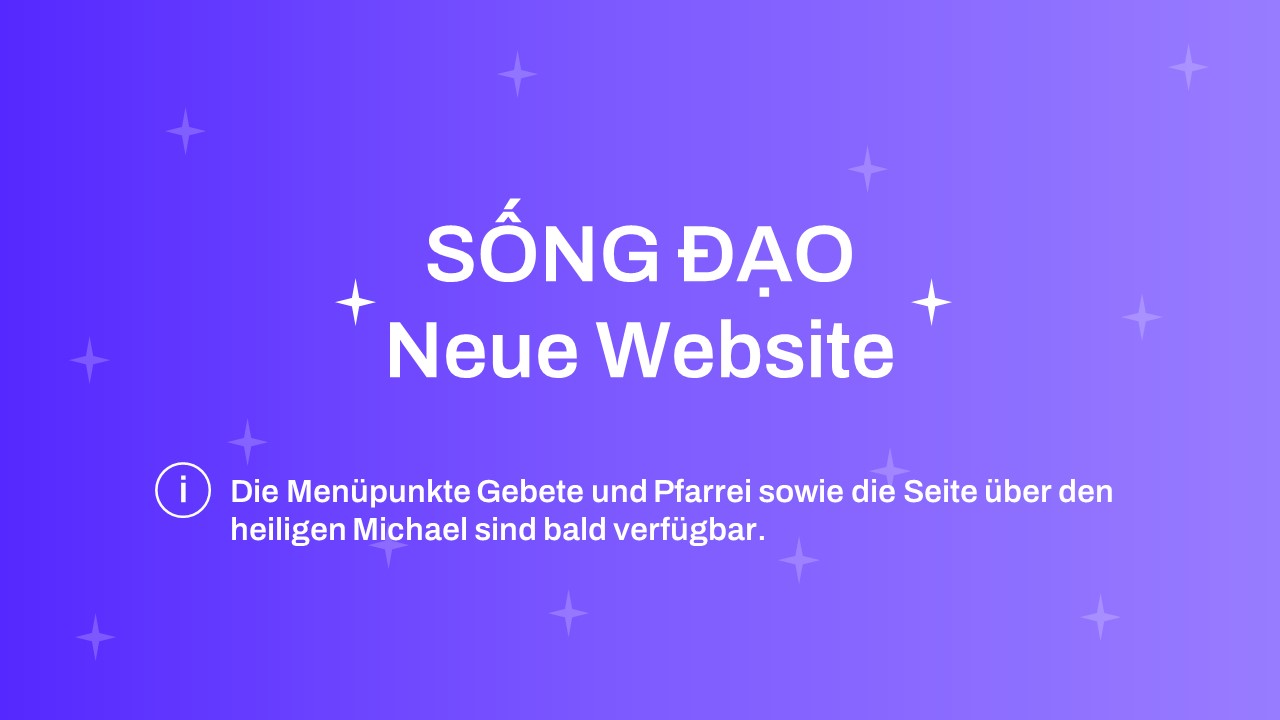 SỐNG ĐẠO
Neue Website
i
Die Menüpunkte Gebete und Pfarrei sowie die Seite über den
heiligen Michael sind bald verfügbar.